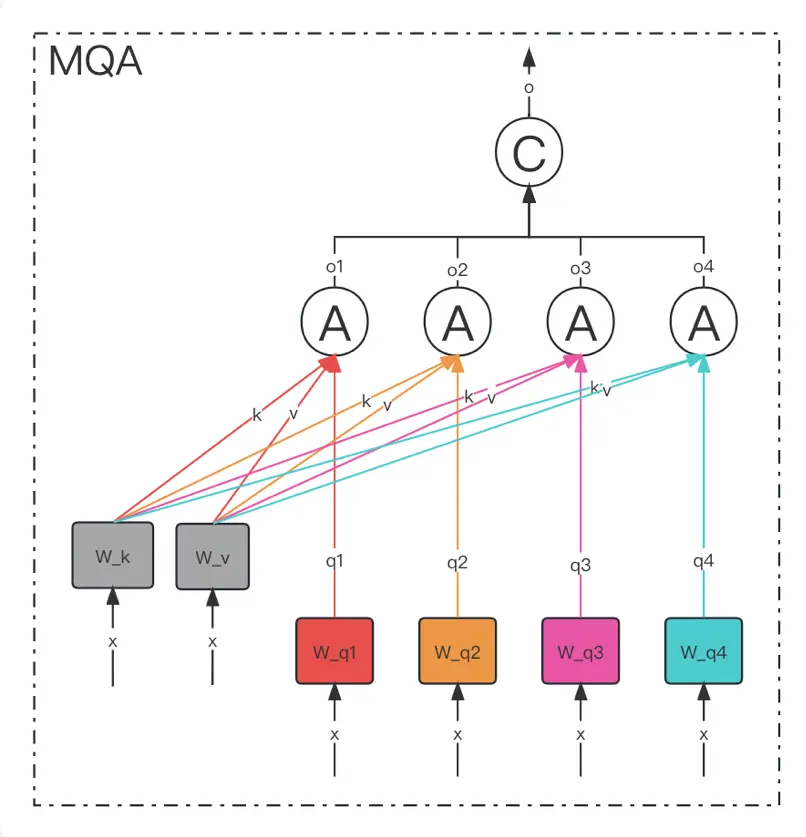 MQA
o
C
o1 o2 o3 o4
A A A A
k v k v k v k v
W_k W_v q1 q2 q3 q4
x x W_q1 W_q2 W_q3 W_q4
x x x x